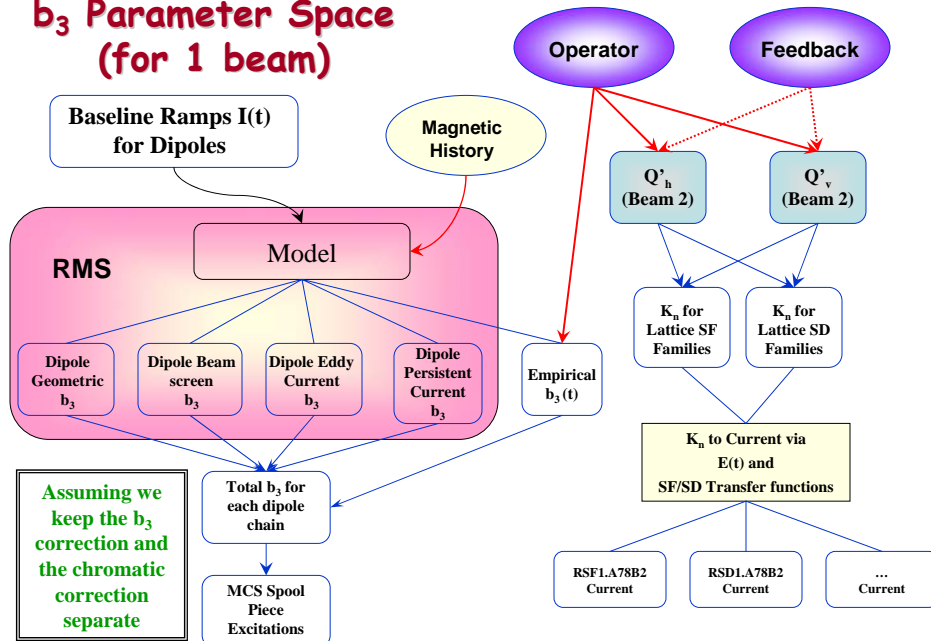 b₃ Parameter Space
(for 1 beam)
Operator
Feedback
Baseline Ramps I(t)
for Dipoles
Magnetic
History
Q'h
(Beam 2)
Q'v
(Beam 2)
RMS
Model
Kn for
Lattice SF
Families
Kn for
Lattice SD
Families
Dipole
Geometric
b₃
Dipole Beam
screen
b₃
Dipole Eddy
Current
b₃
Dipole
Persistent
Current
b₃
Empirical
b₃(t)
Kn to Current via
E(t) and
SF/SD Transfer functions
Assuming we
keep the b₃
correction and
the chromatic
correction
separate
Total b₃ for
each dipole
chain
MCS Spool
Piece
Excitations
RSF1.A78B2
Current
RSD1.A78B2
Current
...
Current